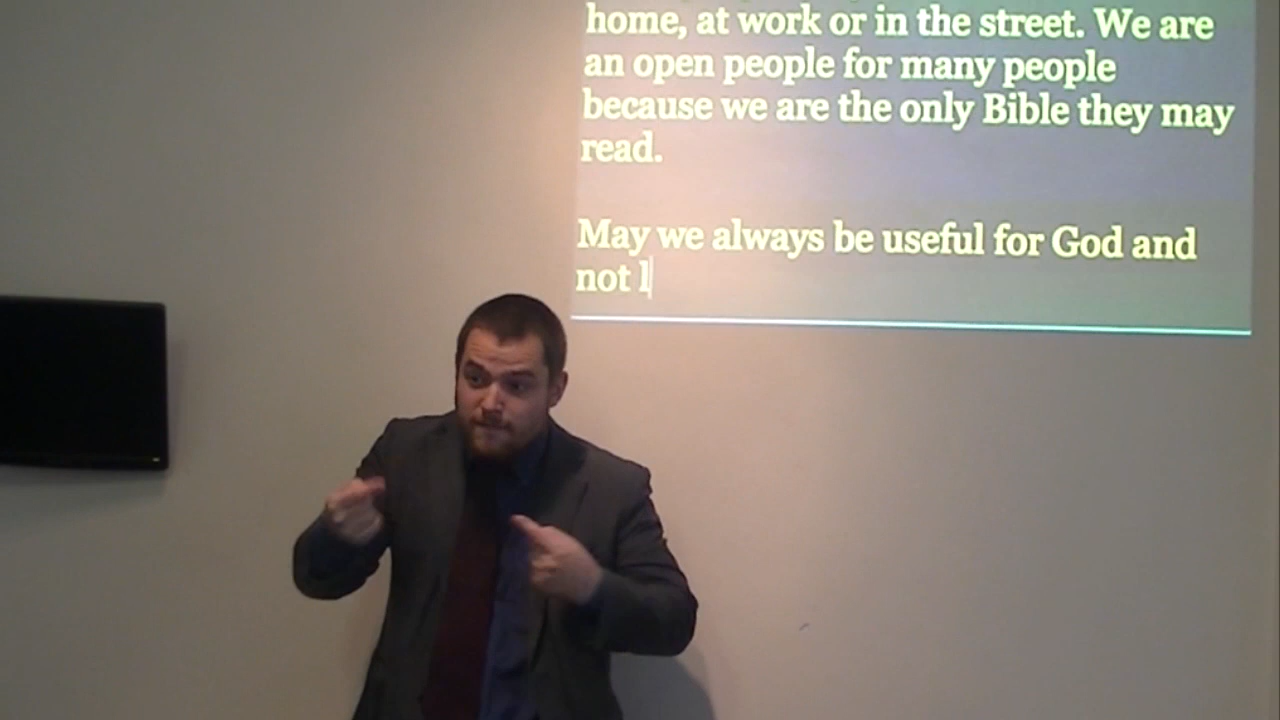 home, at work or in the street. We are
an open people for many people
because we are the only Bible they may
read.
May we always be useful for God and
not l